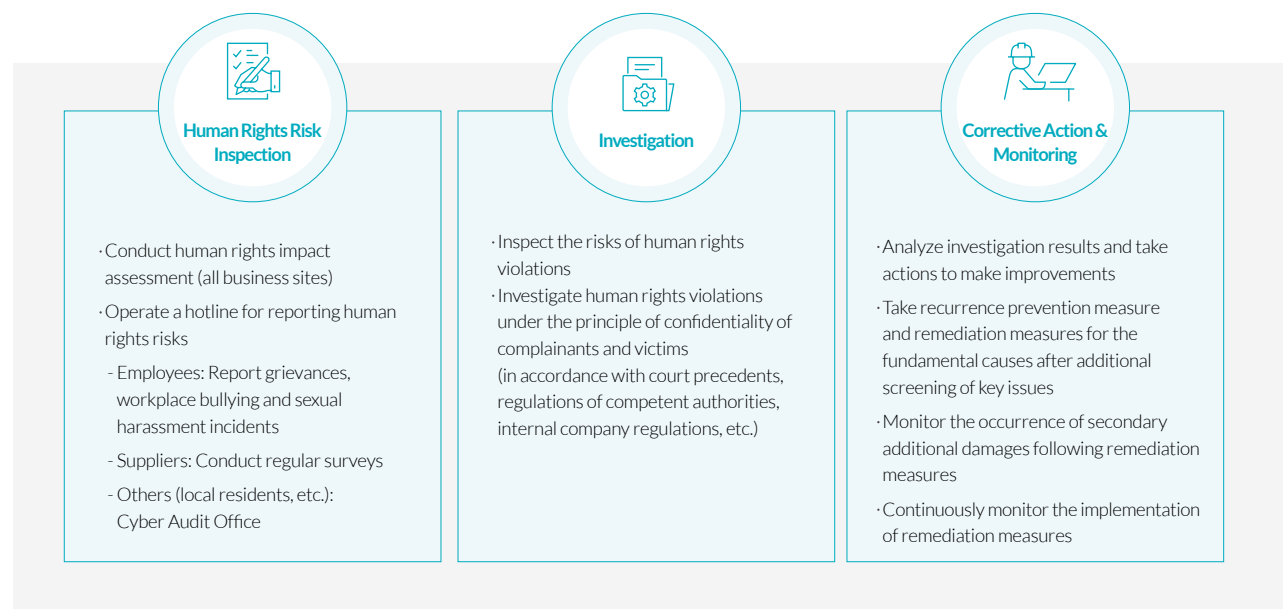 Human Rights Risk
Inspection
·Conduct human rights impact
assessment (all business sites)
·Operate a hotline for reporting human
rights risks
- Employees: Report grievances,
workplace bullying and sexual
harassment incidents
- Suppliers: Conduct regular surveys
- Others (local residents, etc.):
Cyber Audit Office
Investigation
·Inspect the risks of human rights
violations
·Investigate human rights violations
under the principle of confidentiality of
complainants and victims
(in accordance with court precedents,
regulations of competent authorities,
internal company regulations, etc.)
Corrective Action &
Monitoring
·Analyze investigation results and take
actions to make improvements
·Take recurrence prevention measure
and remediation measures for the
fundamental causes after additional
screening of key issues
·Monitor the occurrence of secondary
additional damages following remediation
measures
·Continuously monitor the implementation
of remediation measures